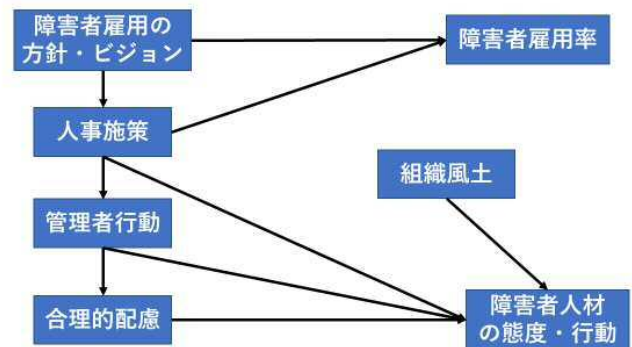 障害者雇用の
方針・ビジョン
障害者雇用率
人事施策
組織風土
管理者行動
合理的配慮
障害者人材
の態度・行動